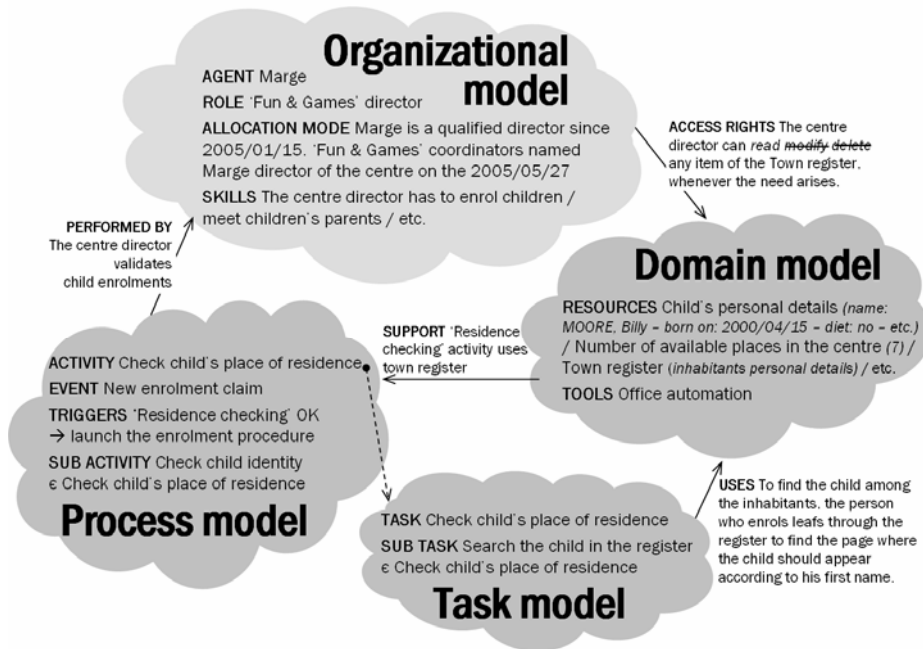 Organizational
model
AGENT Marge
ROLE 'Fun & Games' director
ALLOCATION MODE Marge is a qualified director since
2005/01/15. 'Fun & Games' coordinators named
Marge director of the centre on the 2005/05/27
SKILLS The centre director has to enrol children /
meet children's parents / etc.
ACCESS RIGHTS The centre
director can read modify delete
any item of the Town register,
whenever the need arises.
PERFORMED BY
The centre director
validates
child enrolments
Domain model
RESOURCES Child's personal details (name:
MOORE, Billy – born on: 2000/04/15 – diet: no – etc.)
/ Number of available places in the centre (7) /
Town register (inhabitants personal details) / etc.
TOOLS Office automation
SUPPORT 'Residence
checking' activity uses
town register
ACTIVITY Check child's place of residence
EVENT New enrolment claim
TRIGGERS 'Residence checking' OK
→ launch the enrolment procedure
SUB ACTIVITY Check child identity
є Check child's place of residence
Process model
TASK Check child's place of residence
SUB TASK Search the child in the register
є Check child's place of residence
Task model
USES To find the child among
the inhabitants, the person
who enrols leafs through the
register to find the page where
the child should appear
according to his first name.